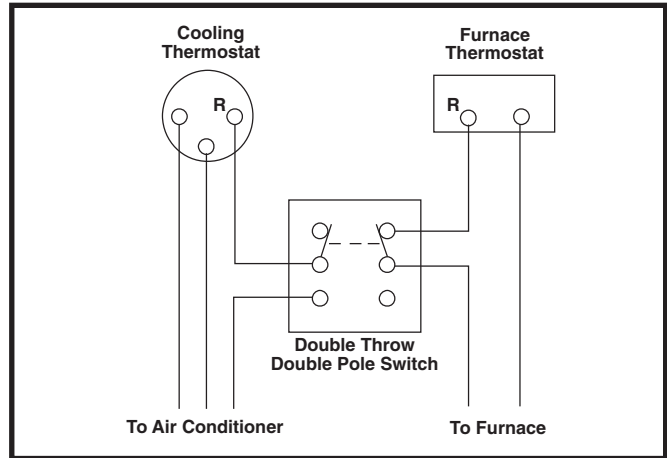 Cooling
Thermostat
Furnace
Thermostat
R
R
Double Throw
Double Pole Switch
To Air Conditioner
To Furnace